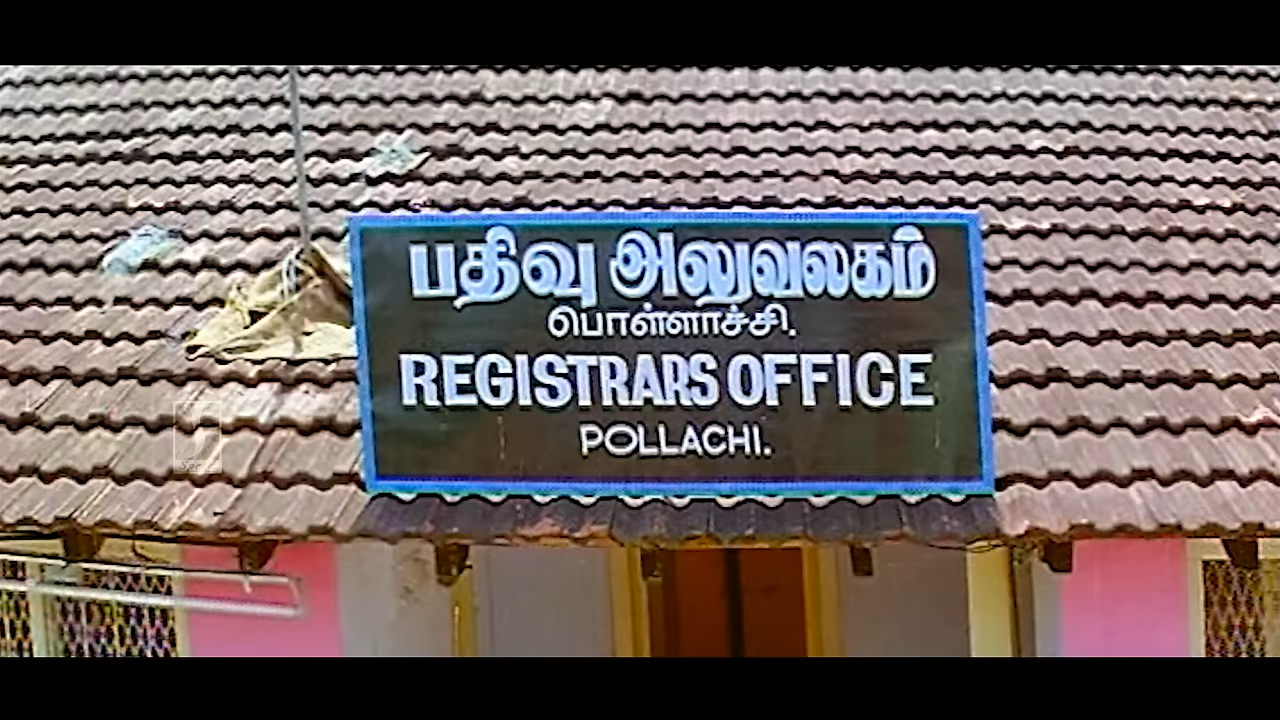 பதிவு அலுவலகம்
பொள்ளாச்சி.
REGISTRARS OFFICE
POLLACHI.